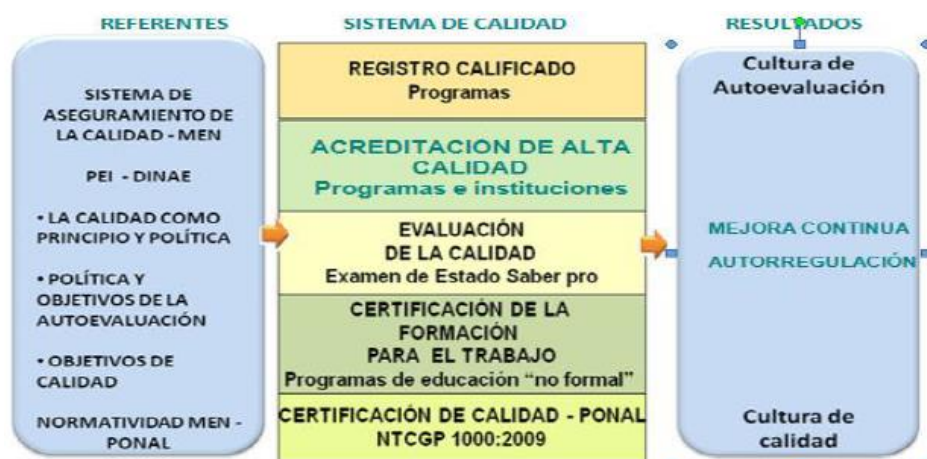 REFERENTES
SISTEMA DE
ASEGURAMIENTO DE
LA CALIDAD - MEN
PEI - DINAE
• LA CALIDAD COMO
PRINCIPIO Y POLÍTICA
• POLÍTICA Y
OBJETIVOS DE LA
AUTOEVALUACIÓN
• OBJETIVOS DE
CALIDAD
NORMATIVIDAD MEN -
PONAL
SISTEMA DE CALIDAD
REGISTRO CALIFICADO
Programas
ACREDITACIÓN DE ALTA
CALIDAD
Programas e instituciones
EVALUACIÓN
DE LA CALIDAD
Examen de Estado Saber pro
CERTIFICACIÓN DE LA
FORMACIÓN
PARA EL TRABAJO
Programas de educación “no formal”
CERTIFICACIÓN DE CALIDAD - PONAL
NTCGP 1000:2009
RESULTADOS
Cultura de
Autoevaluación
MEJORA CONTINUA
AUTORREGULACIÓN
Cultura de
calidad